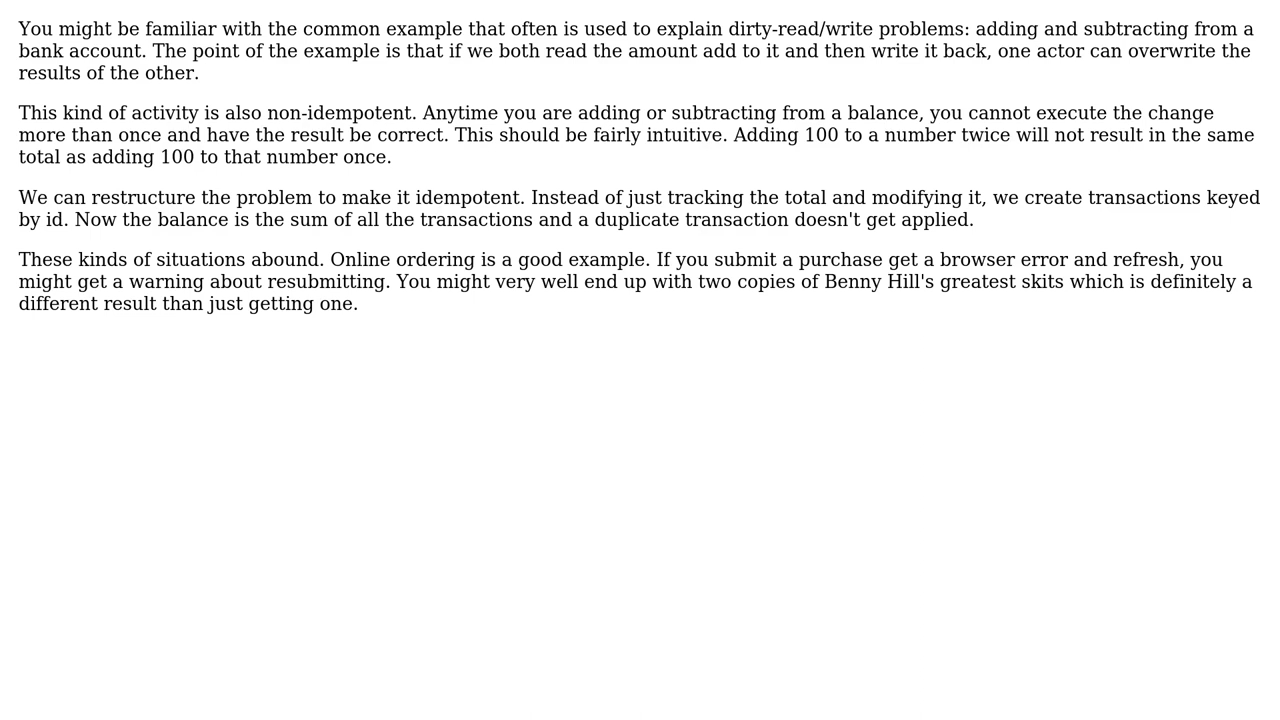 You might be familiar with the common example that often is used to explain dirty-read/write problems: adding and subtracting from a
bank account. The point of the example is that if we both read the amount add to it and then write it back, one actor can overwrite the
results of the other.
This kind of activity is also non-idempotent. Anytime you are adding or subtracting from a balance, you cannot execute the change
more than once and have the result be correct. This should be fairly intuitive. Adding 100 to a number twice will not result in the same
total as adding 100 to that number once.
We can restructure the problem to make it idempotent. Instead of just tracking the total and modifying it, we create transactions keyed
by id. Now the balance is the sum of all the transactions and a duplicate transaction doesn't get applied.
These kinds of situations abound. Online ordering is a good example. If you submit a purchase get a browser error and refresh, you
might get a warning about resubmitting. You might very well end up with two copies of Benny Hill's greatest skits which is definitely a
different result than just getting one.